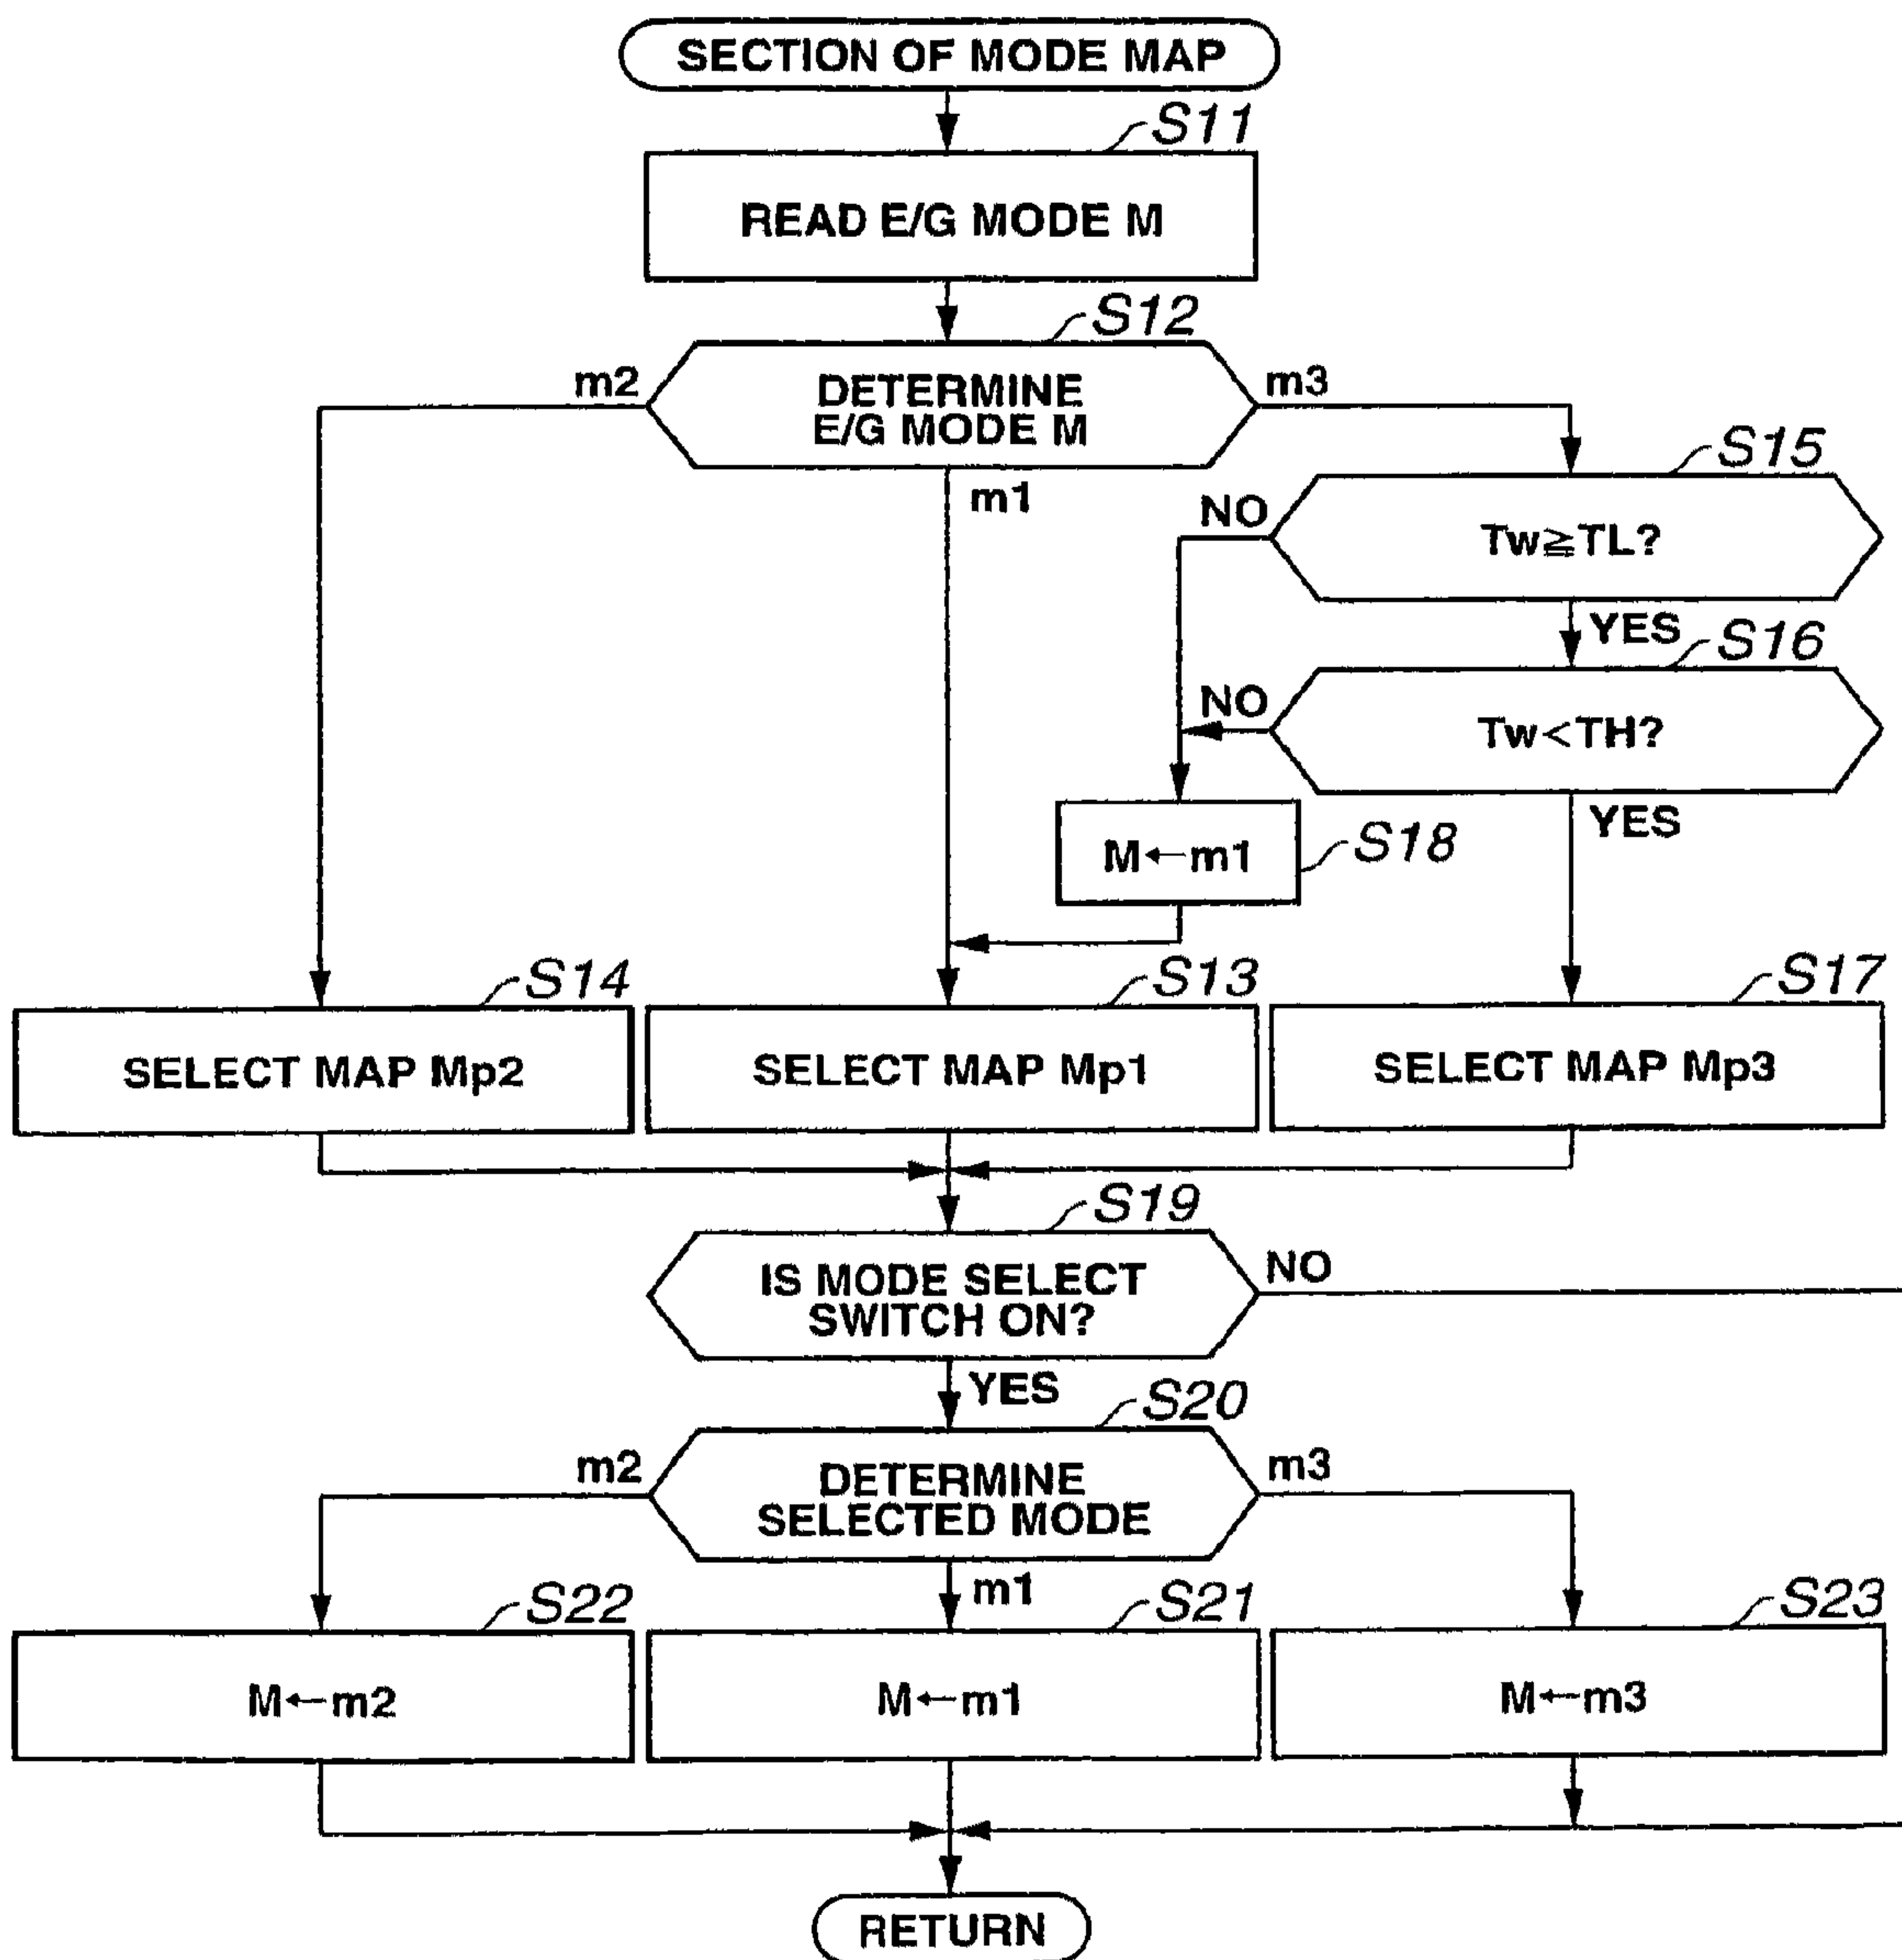 SECTION OF MODE MAP
S11
READ E/G MODE M
S12
m2
DETERMINE
E/G MODE M
m3
m1
S15
NO
Tw≧TL?
YES
S16
NO
Tw<TH?
YES
M←m1
S18
S14
S13
S17
SELECT MAP Mp2
SELECT MAP Mp1
SELECT MAP Mp3
S19
IS MODE SELECT
SWITCH ON?
NO
YES
S20
m2
DETERMINE
SELECTED MODE
m3
m1
S22
S21
S23
M←m2
M←m1
M←m3
RETURN